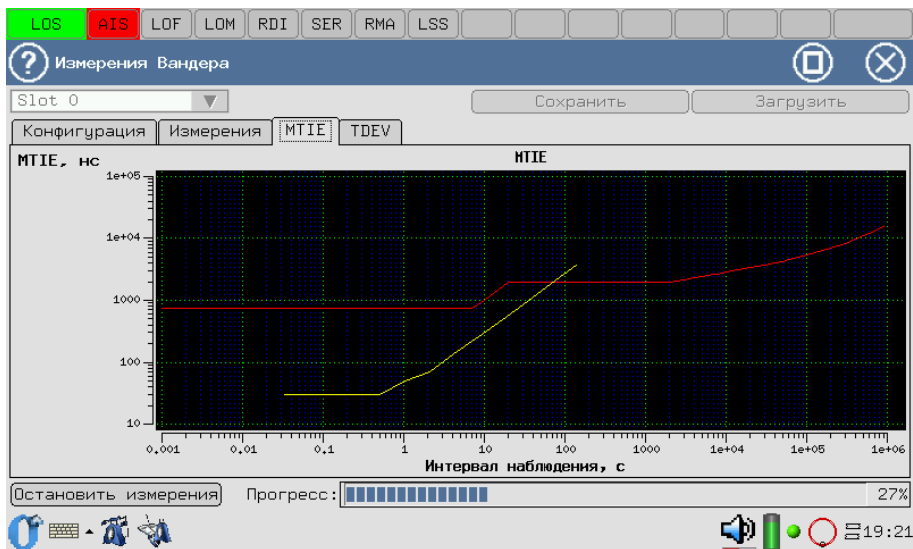 LOS AIS LOF LOM RDI SER RMA LSS
? Измерения Вандера
Slot 0 Сохранить Загрузить
Конфигурация Измерения MTIE TDEV
MTIE, нс MTIE
1e+05
1e+04
1000
100
10
0,001 0,01 0,1 1 10 100 1000 1e+04 1e+05 1e+06
Интервал наблюдения, с
Остановить измерения Прогресс: 27%
19:21